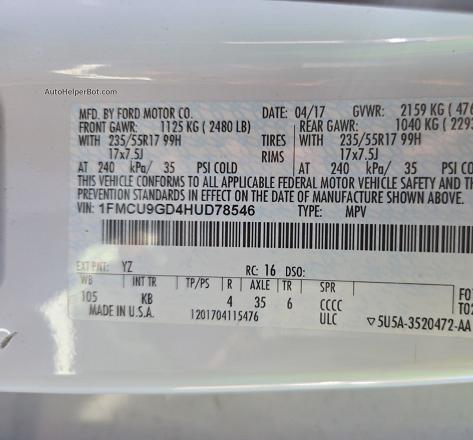 AutoHelperBot.com
MFD. BY FORD MOTOR CO. DATE: 04/17 GVWR: 2159 KG ( 476
FRONT GAWR: 1125 KG ( 2480 LB) REAR GAWR: 1040 KG ( 229
WITH 235/55R17 99H TIRES WITH 235/55R17 99H
17x7.5J RIMS 17x7.5J
AT 240 kPa/ 35 PSI COLD AT 240 kPa/ 35 PSI COLD
THIS VEHICLE CONFORMS TO ALL APPLICABLE FEDERAL MOTOR VEHICLE SAFETY AN
PREVENTION STANDARDS IN EFFECT ON THE DATE OF MANUFACTURE SHOWN ABOVE.
VIN: 1FMCU9GD4HUD78546 TYPE: MPV
EXT PNT: YZ RC: 16 DSO:
WB INT TR TP/PS R AXLE TR SPR
105 KB 4 35 6 CCCC
MADE IN U.S.A. 1201704115476 ULC
F0
T02
▽5U5A-3520472-AA